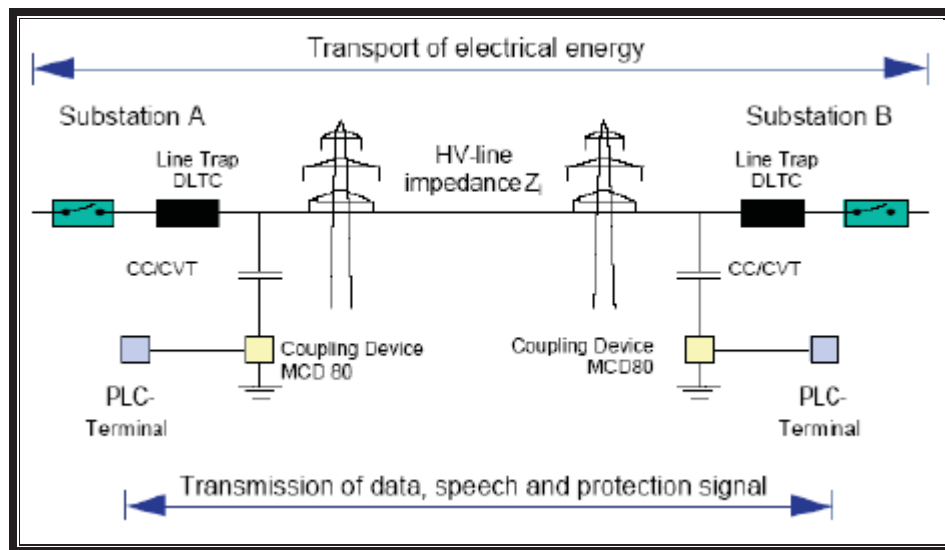 Transport of electrical energy
Substation A
Substation B
Line Trap
DLTC
HV-line
impedance Zi
Line Trap
DLTC
CC/CVT
CC/CVT
Coupling Device
MCD 80
Coupling Device
MCD80
PLC-
Terminal
PLC-
Terminal
Transmission of data, speech and protection signal